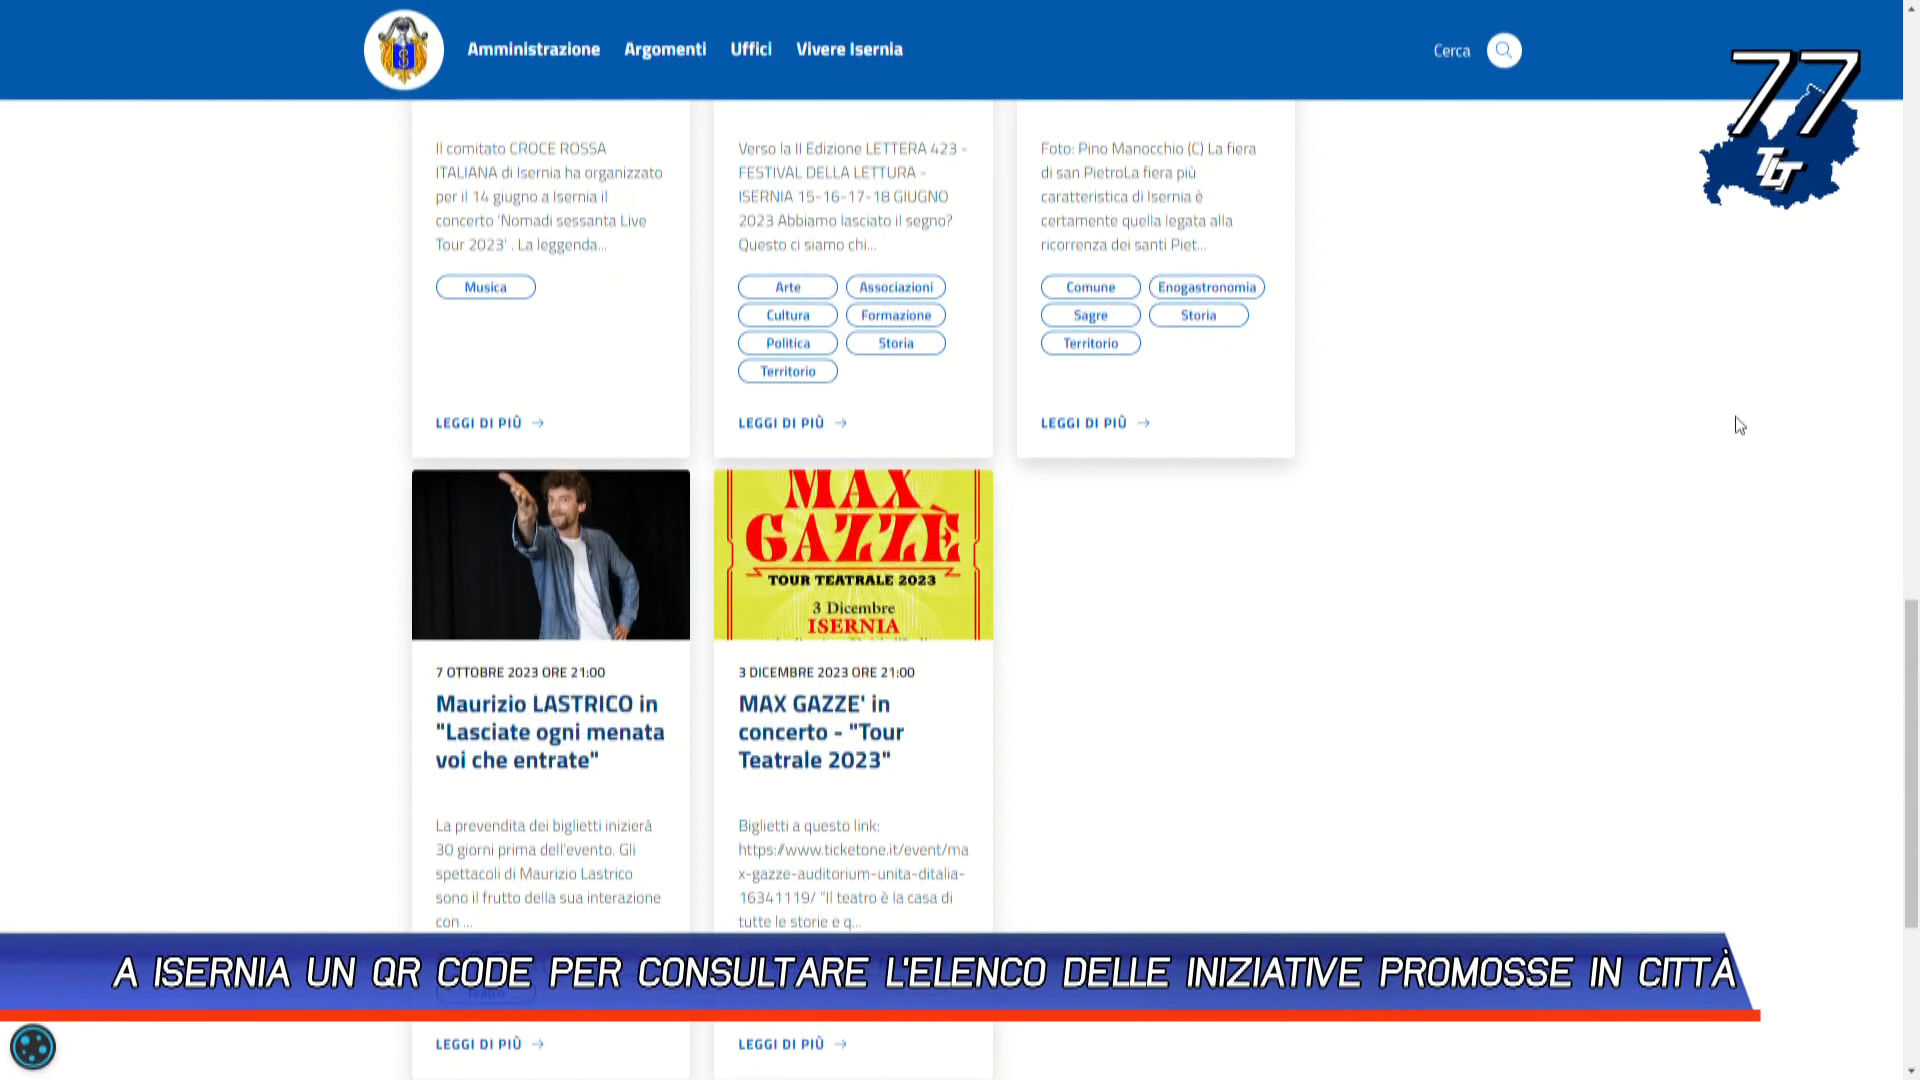 Amministrazione Argomenti Uffici Vivere Isernia
Cerca
77
TLT
Il comitato CROCE ROSSA
ITALIANA di Isernia ha organizzato
per il 14 giugno a Isernia il
concerto 'Nomadi sessanta Live
Tour 2023' . La leggenda...
Musica
LEGGI DI PIÙ
Verso la II Edizione LETTERA 423 -
FESTIVAL DELLA LETTURA -
ISERNIA 15-16-17-18 GIUGNO
2023 Abbiamo lasciato il segno?
Questo ci siamo chi...
Arte Associazioni
Cultura Formazione
Politica Storia
Territorio
LEGGI DI PIÙ
Foto: Pino Manocchio (C) La fiera
di san PietroLa fiera più
caratteristica di Isernia è
certamente quella legata alla
ricorrenza dei santi Piet...
Comune Enogastronomia
Sagre Storia
Territorio
LEGGI DI PIÙ
7 OTTOBRE 2023 ORE 21:00
Maurizio LASTRICO in
"Lasciate ogni menata
voi che entrate"
La prevendita dei biglietti inizierà
30 giorni prima dell'evento. Gli
spettacoli di Maurizio Lastrico
sono il frutto della sua interazione
con ...
Teatro
LEGGI DI PIÙ
MAX
GAZZÈ
TOUR TEATRALE 2023
3 Dicembre
ISERNIA
3 DICEMBRE 2023 ORE 21:00
MAX GAZZE' in
concerto - "Tour
Teatrale 2023"
Biglietti a questo link:
https://www.ticketone.it/event/ma
x-gazze-auditorium-unita-ditalia-
16341119/ "Il teatro è la casa di
tutte le storie e q...
LEGGI DI PIÙ
A ISERNIA UN QR CODE PER CONSULTARE L'ELENCO DELLE INIZIATIVE PROMOSSE IN CITTÀ